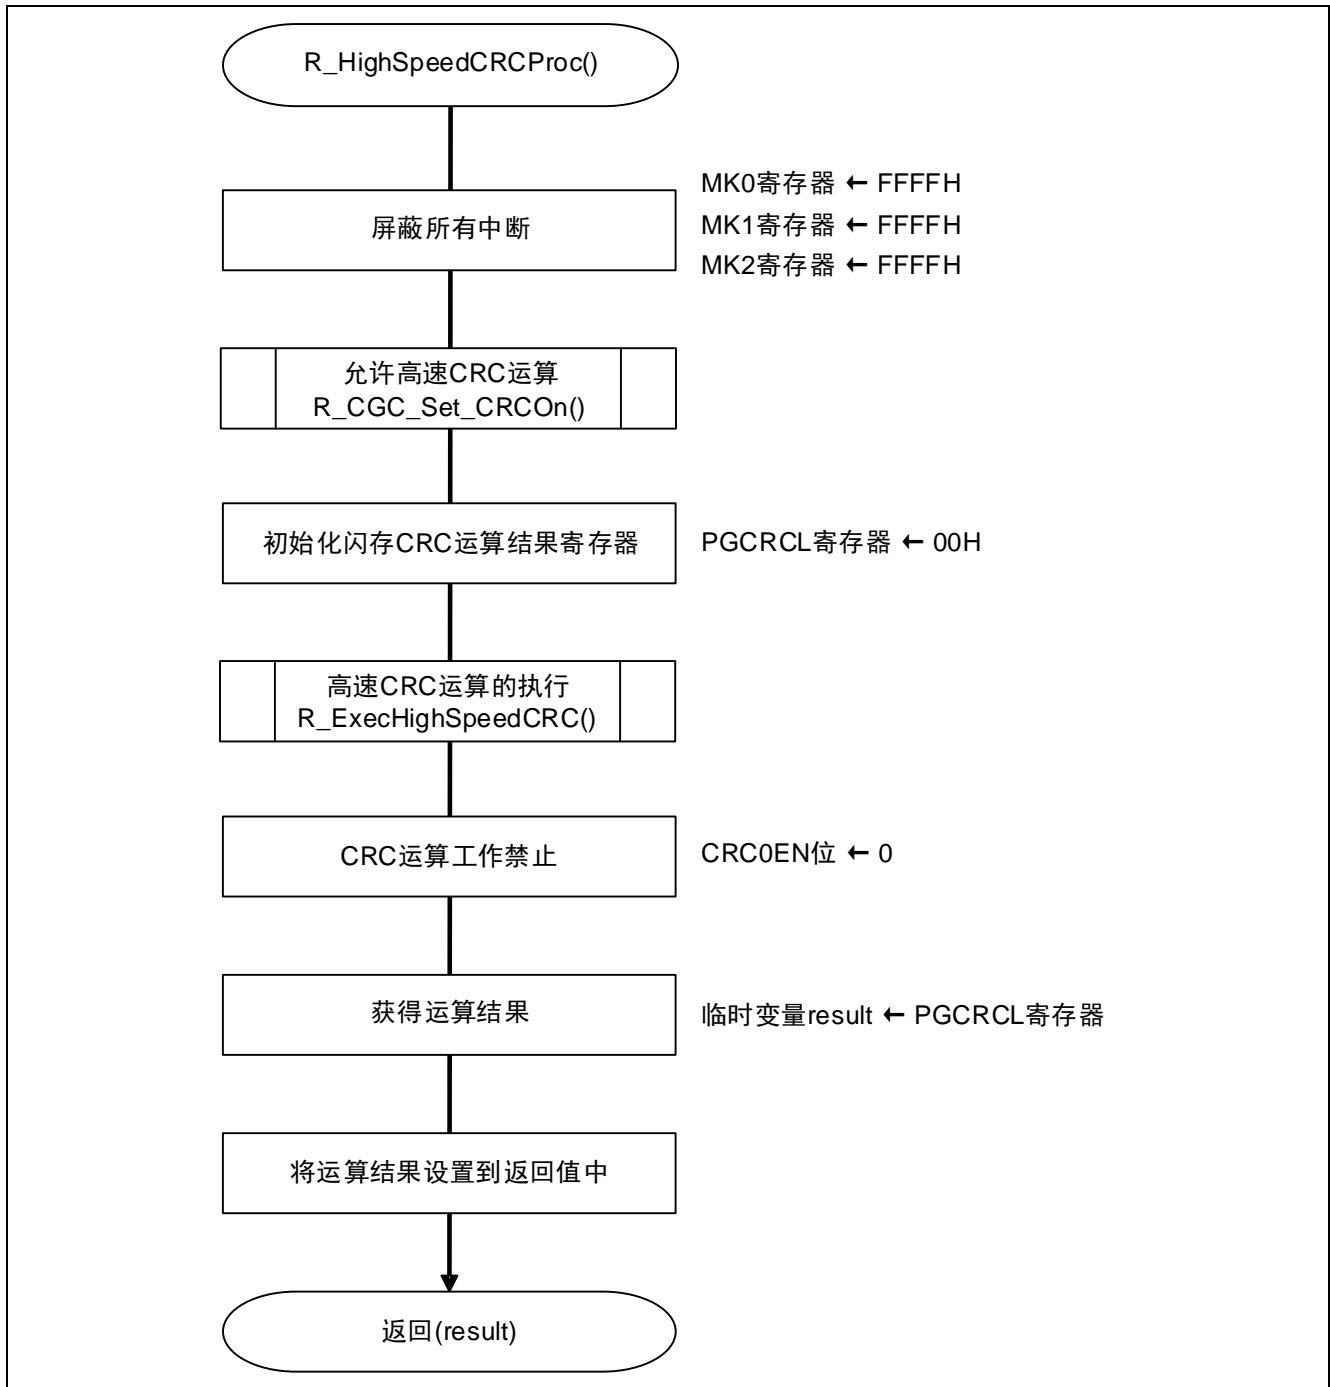 R_HighSpeedCRCProc()
屏蔽所有中断
MK0寄存器 ← FFFFH
MK1寄存器 ← FFFFH
MK2寄存器 ← FFFFH
允许高速CRC运算
R_CGC_Set_CRCOn()
初始化闪存CRC运算结果寄存器
PGCRCL寄存器 ← 00H
高速CRC运算的执行
R_ExecHighSpeedCRC()
CRC运算工作禁止
CRC0EN位 ← 0
获得运算结果
临时变量result ← PGCRCL寄存器
将运算结果设置到返回值中
返回(result)